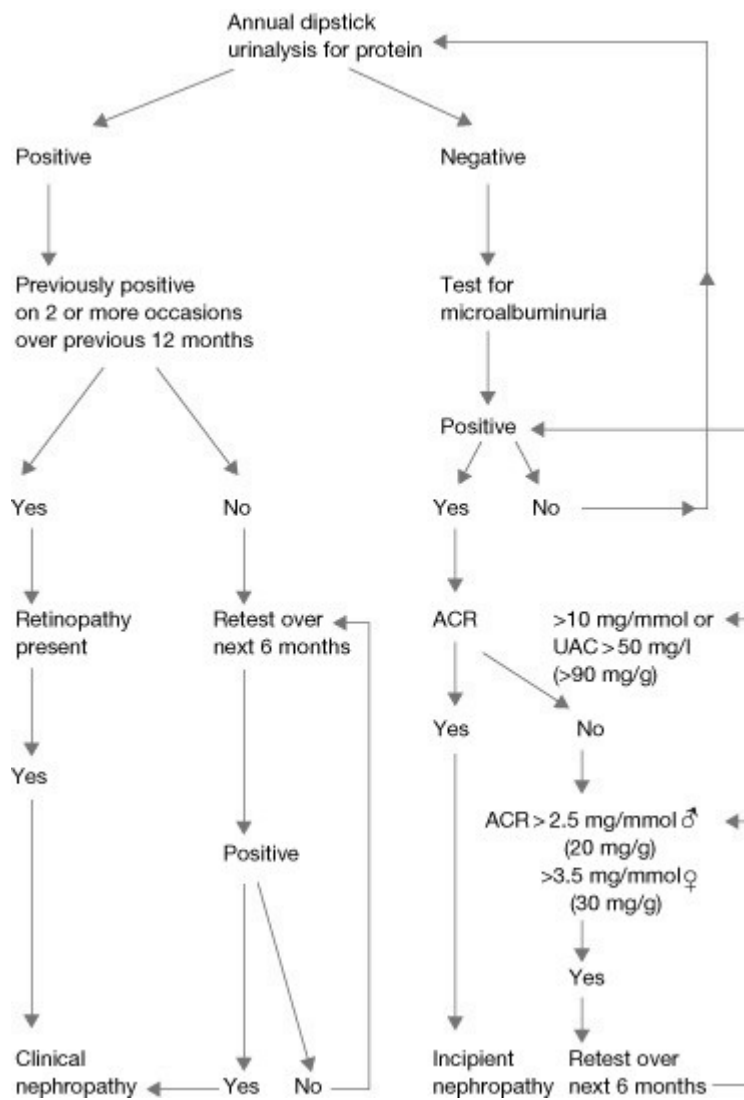 Annual dipstick
urinalysis for protein
Positive
Negative
Previously positive
on 2 or more occasions
over previous 12 months
Test for
microalbuminuria
Positive
Yes
No
Yes
No
Retinopathy
present
Retest over
next 6 months
ACR
>10 mg/mmol or
UAC > 50 mg/l
(>90 mg/g)
Yes
No
Yes
ACR > 2.5 mg/mmol ♂
(20 mg/g)
>3.5 mg/mmol ♀
(30 mg/g)
Positive
Yes
Clinical
nephropathy
Yes
No
Incipient
nephropathy
Retest over
next 6 months